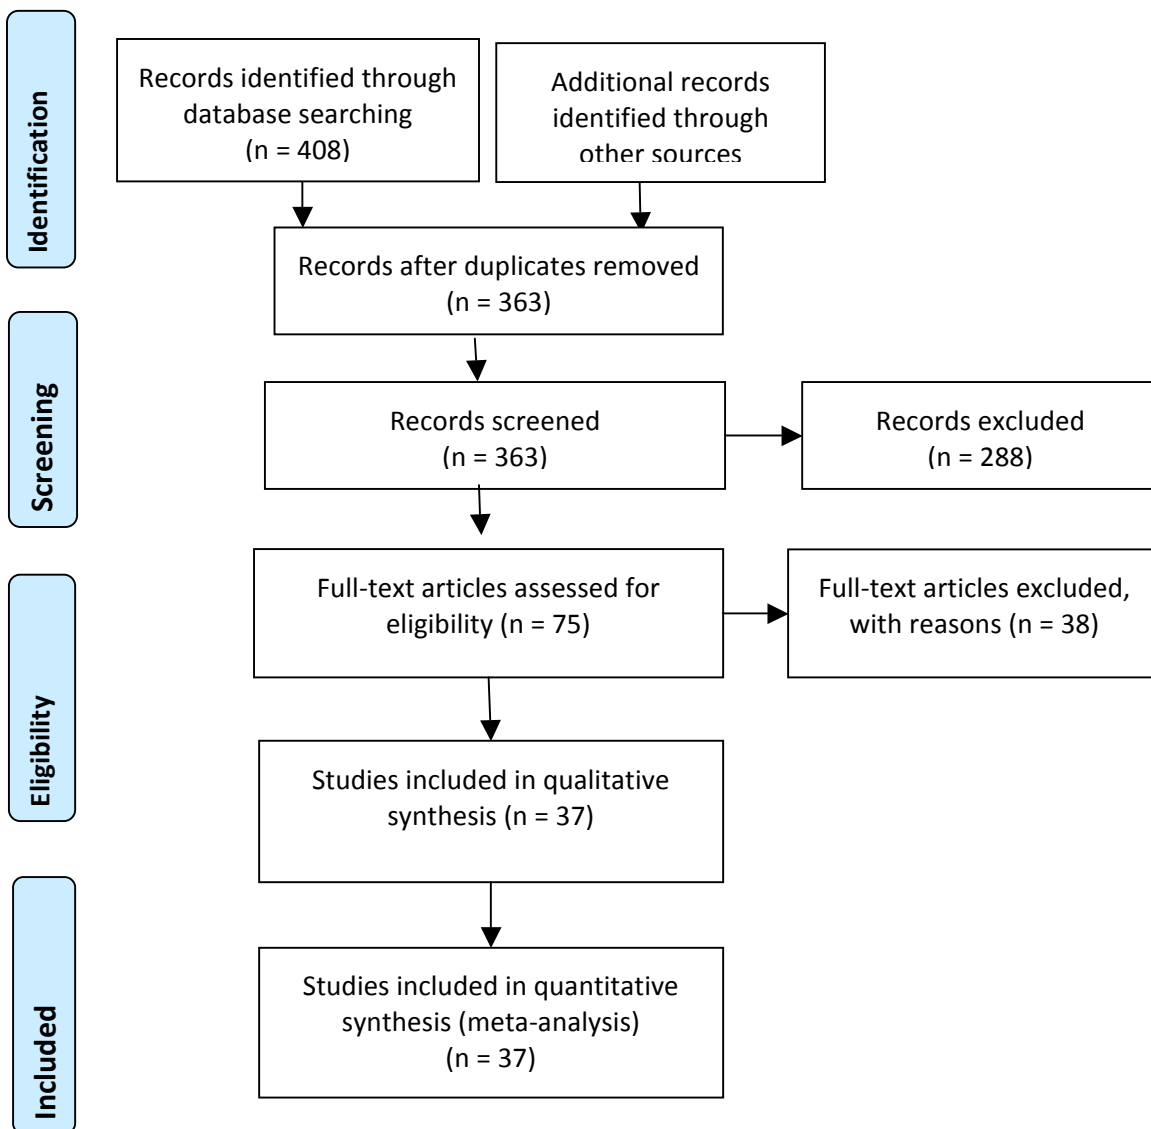 Identification
Records identified through
database searching
(n = 408)
Additional records
identified through
other sources
Records after duplicates removed
(n = 363)
Screening
Records screened
(n = 363)
Records excluded
(n = 288)
Eligibility
Full-text articles assessed for
eligibility (n = 75)
Full-text articles excluded,
with reasons (n = 38)
Studies included in qualitative
synthesis (n = 37)
Included
Studies included in quantitative
synthesis (meta-analysis)
(n = 37)